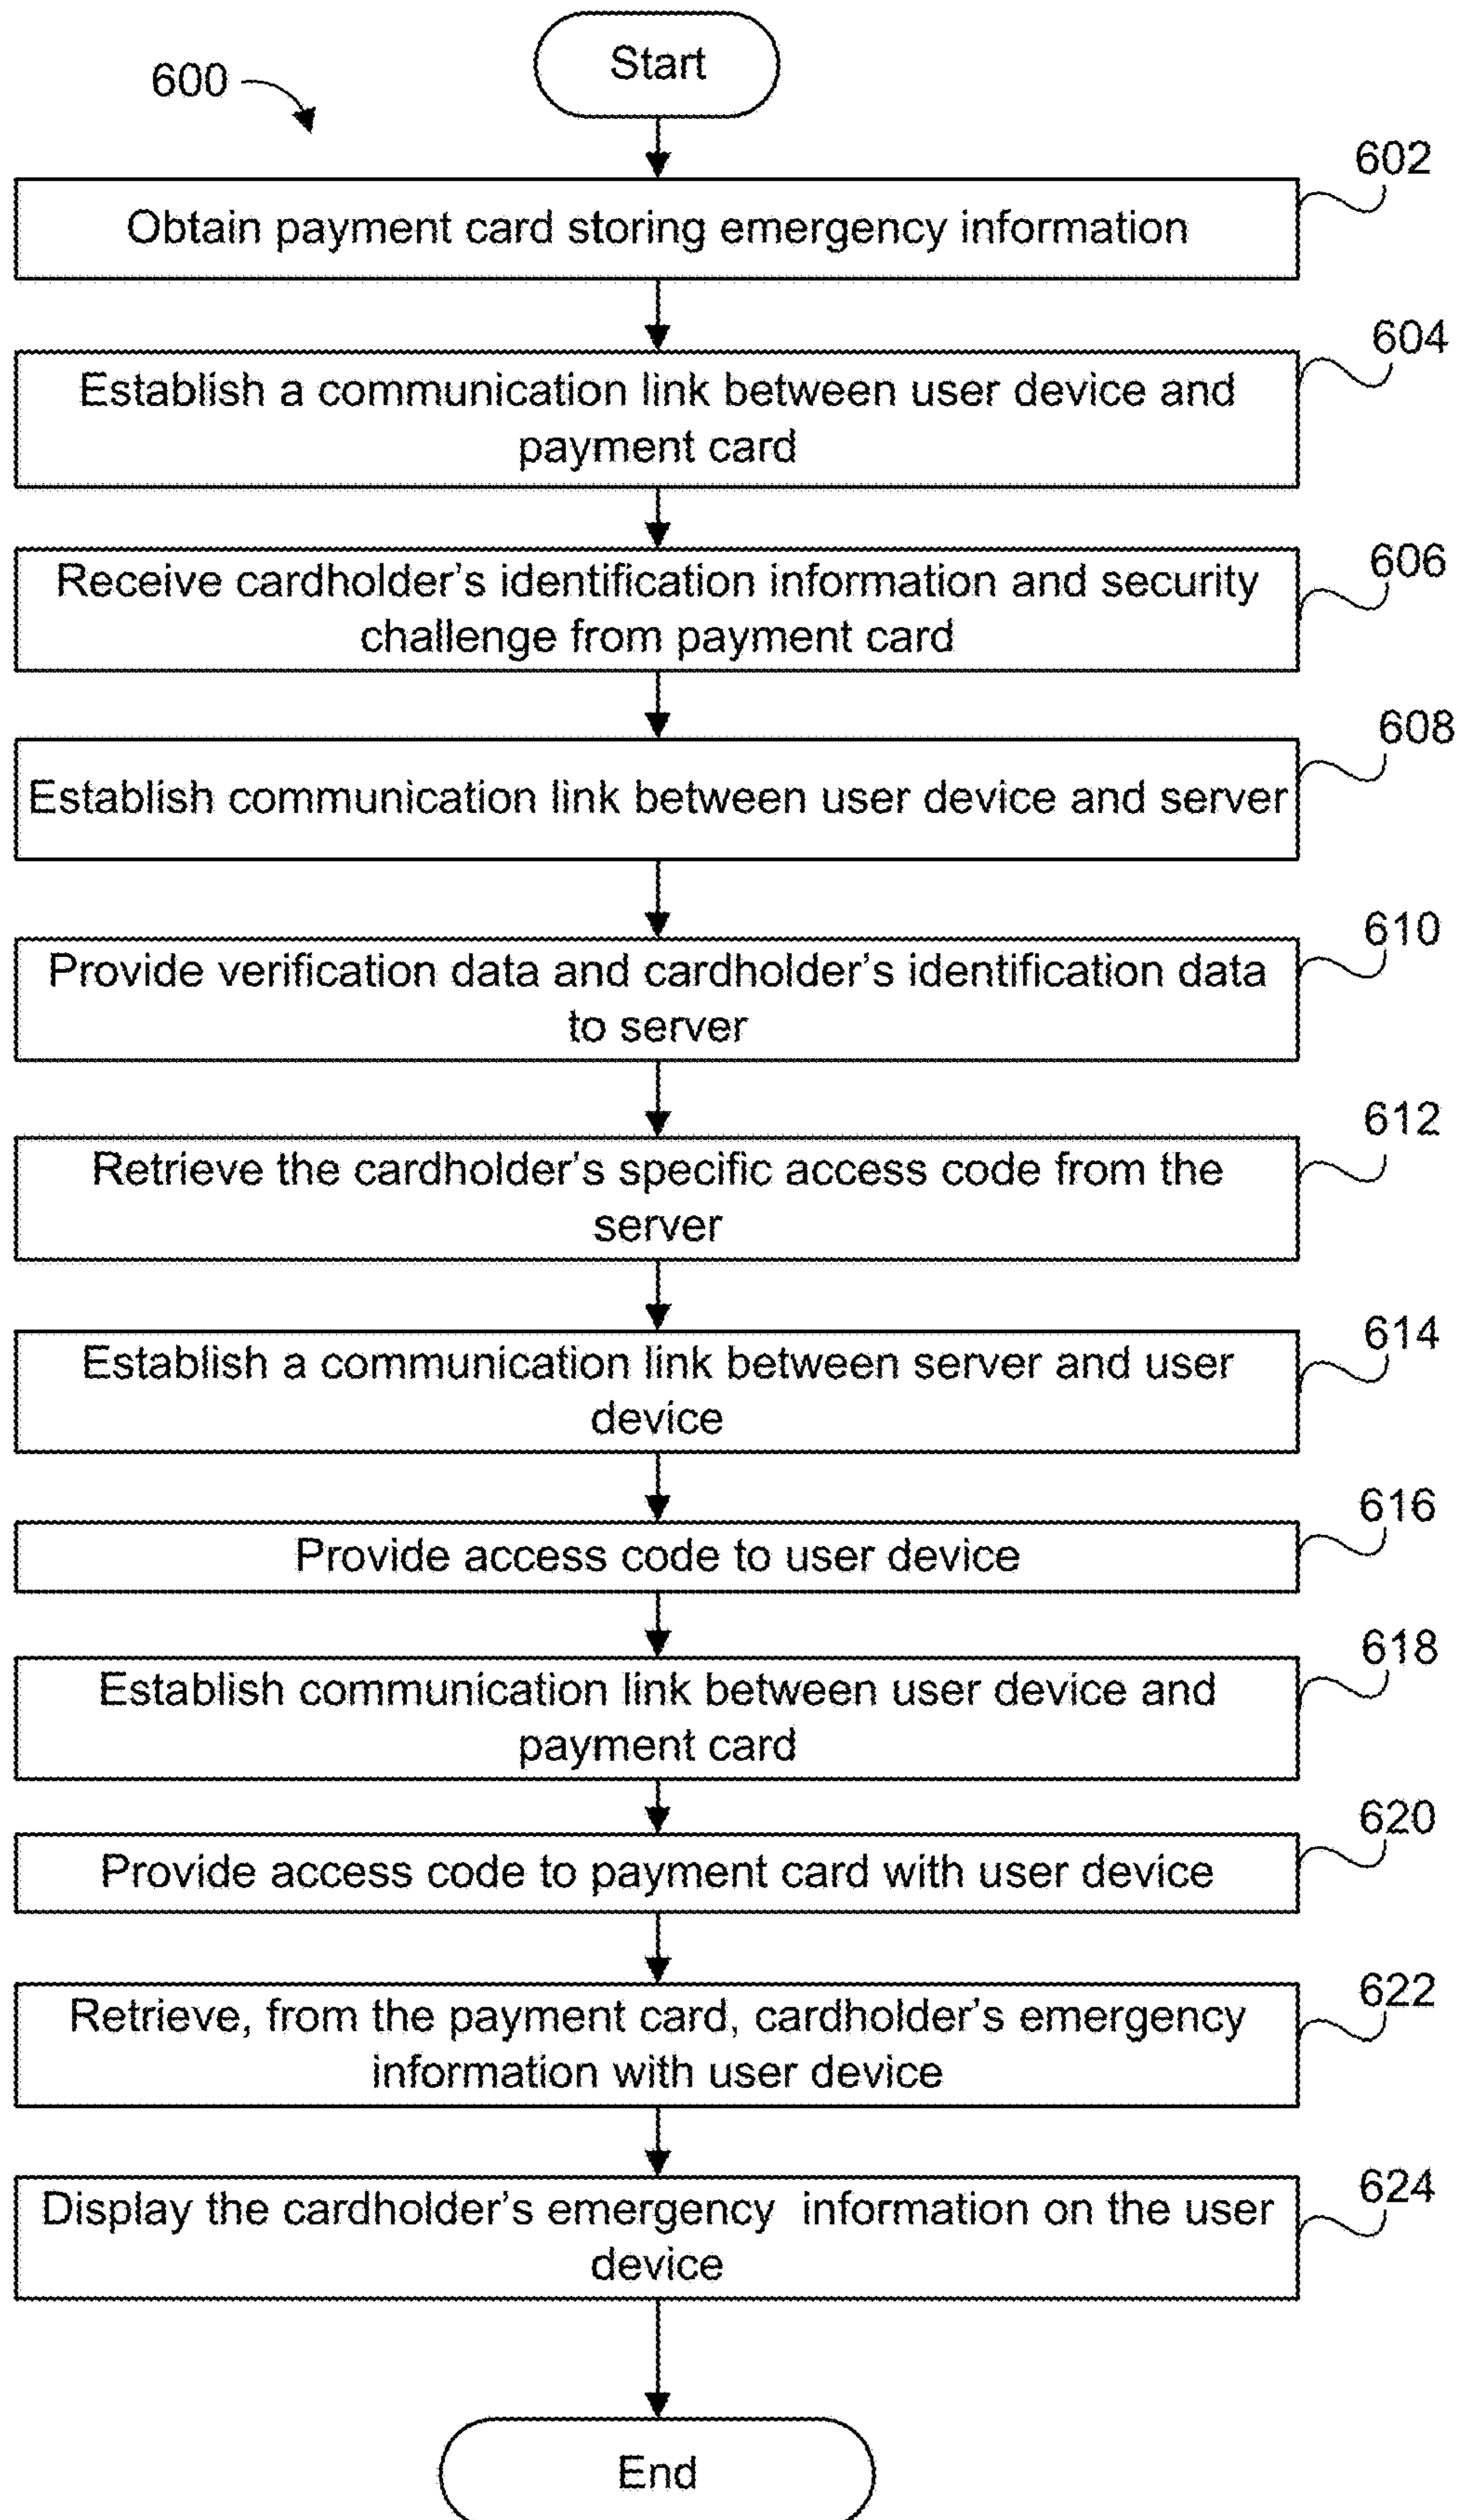 Start
600
602
Obtain payment card storing emergency information
604
Establish a communication link between user device and
payment card
606
Receive cardholder's identification information and security
challenge from payment card
608
Establish communication link between user device and server
610
Provide verification data and cardholder's identification data
to server
612
Retrieve the cardholder's specific access code from the
server
614
Establish a communication link between server and user
device
616
Provide access code to user device
618
Establish communication link between user device and
payment card
620
Provide access code to payment card with user device
622
Retrieve, from the payment card, cardholder's emergency
information with user device
624
Display the cardholder's emergency information on the user
device
End